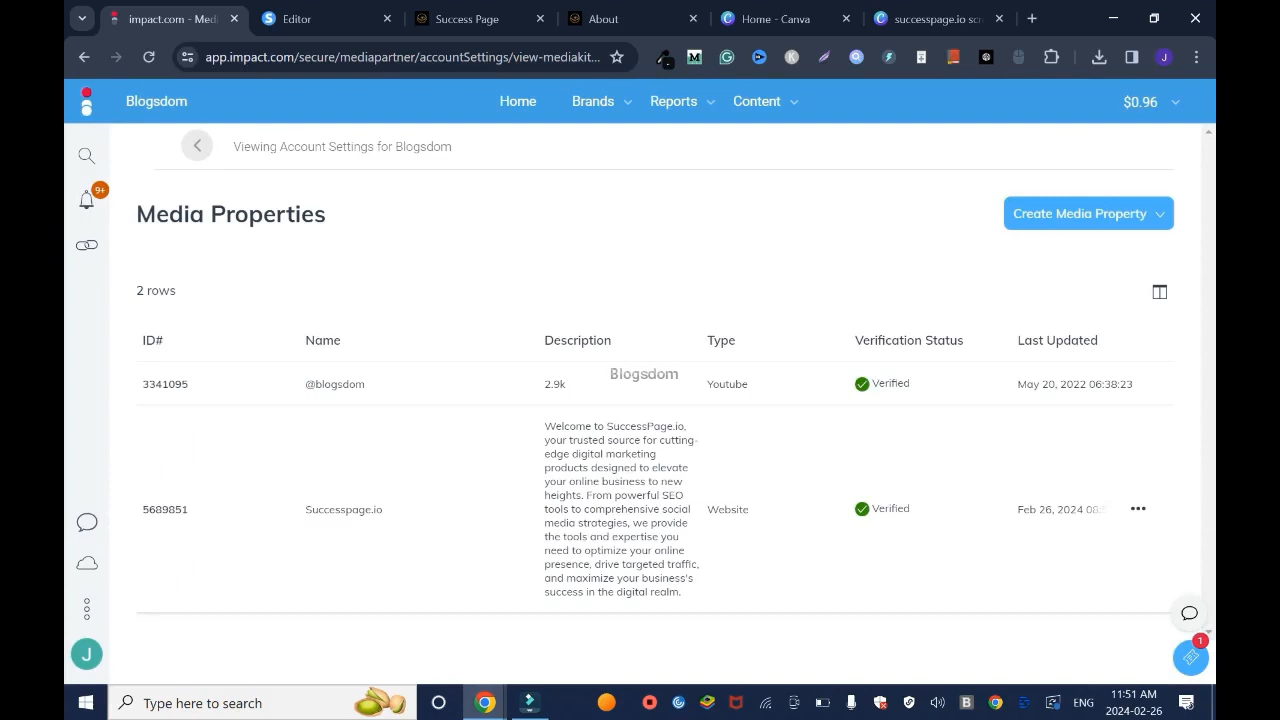 impact.com - Medi
Editor
Success Page
About
Home - Canva
successpage.io scr
app.impact.com/secure/mediapartner/accountSettings/view-mediakit...
J
Blogsdom
Home
Brands
Reports
Content
$0.96
Viewing Account Settings for Blogsdom
9+
Media Properties
Create Media Property
2 rows
ID#
Name
Description
Type
Verification Status
Last Updated
3341095
@blogsdom
2.9k
Youtube
Verified
May 20, 2022 06:38:23
Blogsdom
Welcome to SuccessPage.io,
your trusted source for cutting-
edge digital marketing
products designed to elevate
your online business to new
heights. From powerful SEO
tools to comprehensive social
media strategies, we provide
the tools and expertise you
need to optimize your online
presence, drive targeted traffic,
and maximize your business's
success in the digital realm.
5689851
Successpage.io
Website
Verified
Feb 26, 2024 08:5
1
J
Type here to search
ENG
11:51 AM
2024-02-26